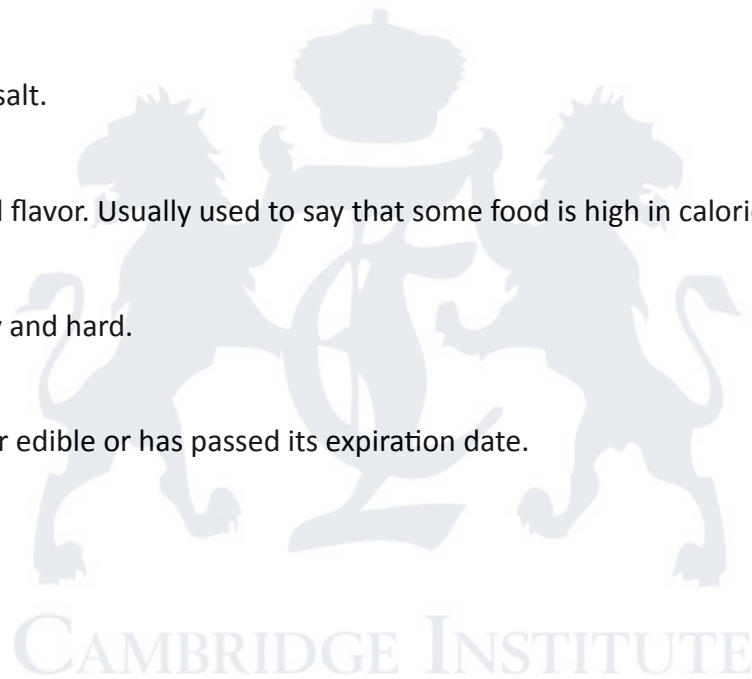 salt.
flavor. Usually used to say that some food is high in
and hard.
edible or has passed its expiration date.
CAMBRIDGE INSTITUTE